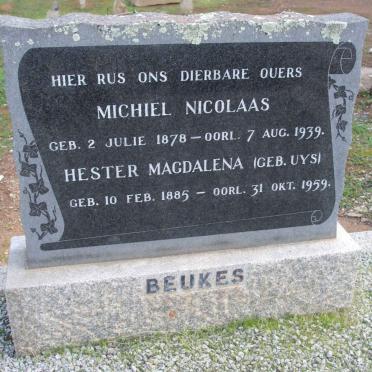 HIER RUS ONS DIERBARE OUERS
MICHIEL NICOLAAS
GEB. 2 JULIE 1878 — OORL. 7 AUG. 1939.
HESTER MAGDALENA (GEB. UYS)
GEB. 10 FEB. 1885 — OORL. 31 OKT. 1959.
BEUKES